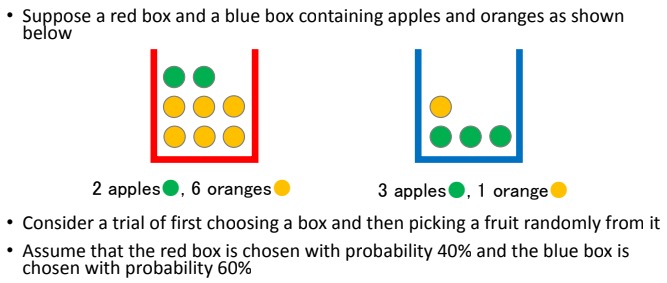 • Suppose a red box and a blue box containing apples and oranges as shown
below
2 apples, 6 oranges
3 apples, 1 orange
• Consider a trial of first choosing a box and then picking a fruit randomly from it
• Assume that the red box is chosen with probability 40% and the blue box is
chosen with probability 60%